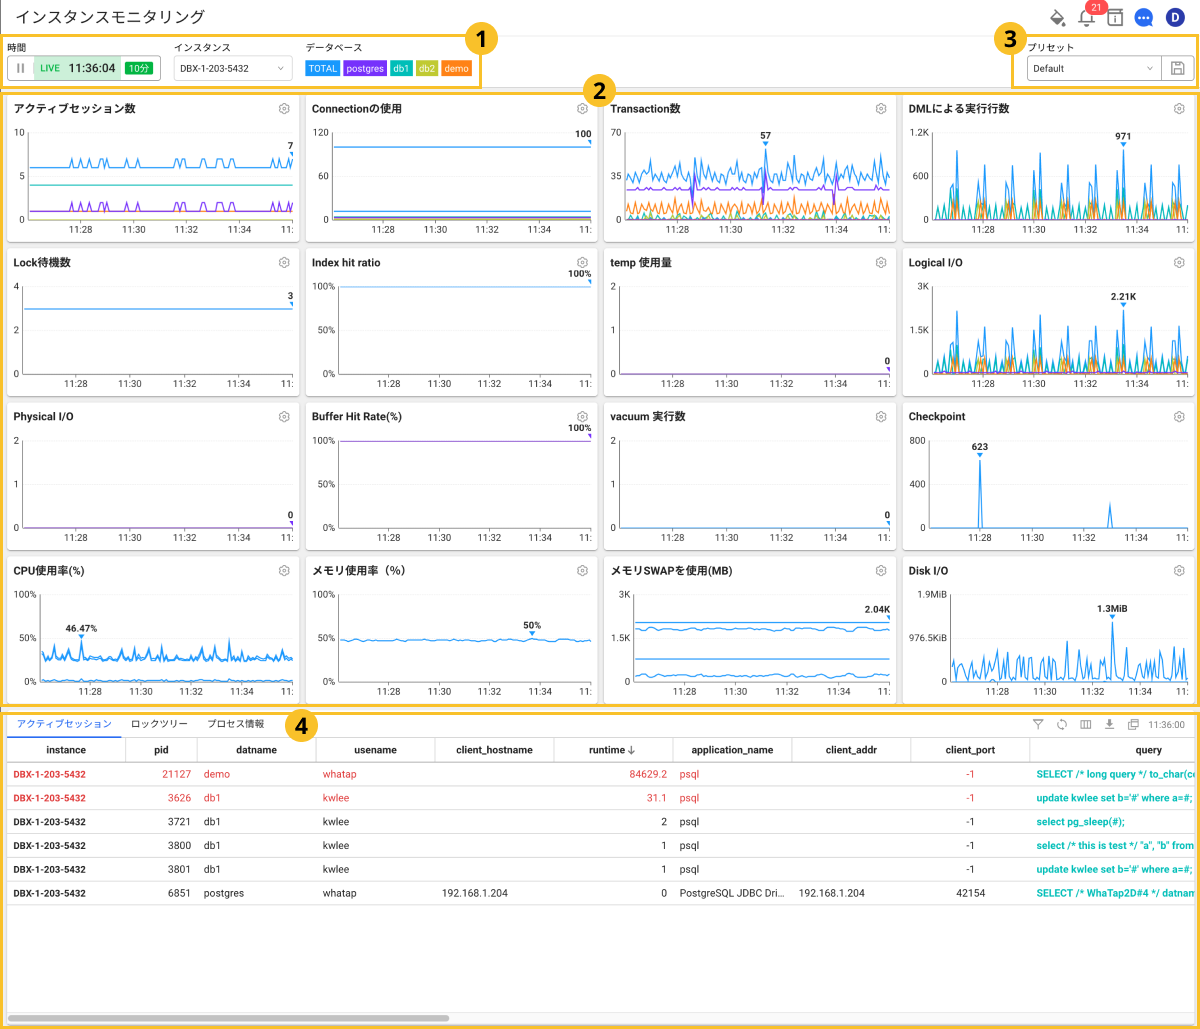 インスタンスモニタリング
21
D
時間
インスタンス
データベース
1
3
プリセット
LIVE 11:36:04 10分
DBX-1-203-5432
TOTAL postgres db1 db2 demo
Default
2
アクティブセッション数
10
5
0
7
11:28 11:30 11:32 11:34 11:
Connectionの使用
120
60
0
100
11:28 11:30 11:32 11:34 11:
Transaction数
70
35
0
57
11:28 11:30 11:32 11:34 11:
DMLによる実行行数
1.2K
600
0
971
11:28 11:30 11:32 11:34 11:
Lock待機数
4
2
0
3
11:28 11:30 11:32 11:34 11:
Index hit ratio
100%
50%
0%
100%
11:28 11:30 11:32 11:34 11:
temp 使用量
2
1
0
0
11:28 11:30 11:32 11:34 11:
Logical I/O
3K
1.5K
0
2.21K
11:28 11:30 11:32 11:34 11:
Physical I/O
2
1
0
0
11:28 11:30 11:32 11:34 11:
Buffer Hit Rate(%)
100%
50%
0%
100%
11:28 11:30 11:32 11:34 11:
vacuum 実行数
2
1
0
0
11:28 11:30 11:32 11:34 11:
Checkpoint
800
400
0
623
11:28 11:30 11:32 11:34 11:
CPU使用率(%)
100%
50%
0%
46.47%
11:28 11:30 11:32 11:34 11:
メモリ使用率（%）
100%
50%
0%
50%
11:28 11:30 11:32 11:34 11:
メモリSWAPを使用(MB)
3K
1.5K
0
2.04K
11:28 11:30 11:32 11:34 11:
Disk I/O
1.9MiB
976.5KiB
0
1.3MiB
11:28 11:30 11:32 11:34 11:
アクティブセッション ロックツリー プロセス情報
4
11:36:00
instance pid datname usename client_hostname runtime↓ application_name client_addr client_port query
DBX-1-203-5432 21127 demo whatap 84629.2 psql -1 SELECT /* long query */ to_char(c
DBX-1-203-5432 3626 db1 kwlee 31.1 psql -1 update kwlee set b='#' where a=#;
DBX-1-203-5432 3721 db1 kwlee 2 psql -1 select pg_sleep(#);
DBX-1-203-5432 3800 db1 kwlee 1 psql -1 select /* this is test */ "a", "b" from
DBX-1-203-5432 3801 db1 kwlee 1 psql -1 update kwlee set b='#' where a=#;
DBX-1-203-5432 6851 postgres whatap 192.168.1.204 0 PostgreSQL JDBC Dri... 192.168.1.204 42154 SELECT /* WhaTap2D#4 */ datnam